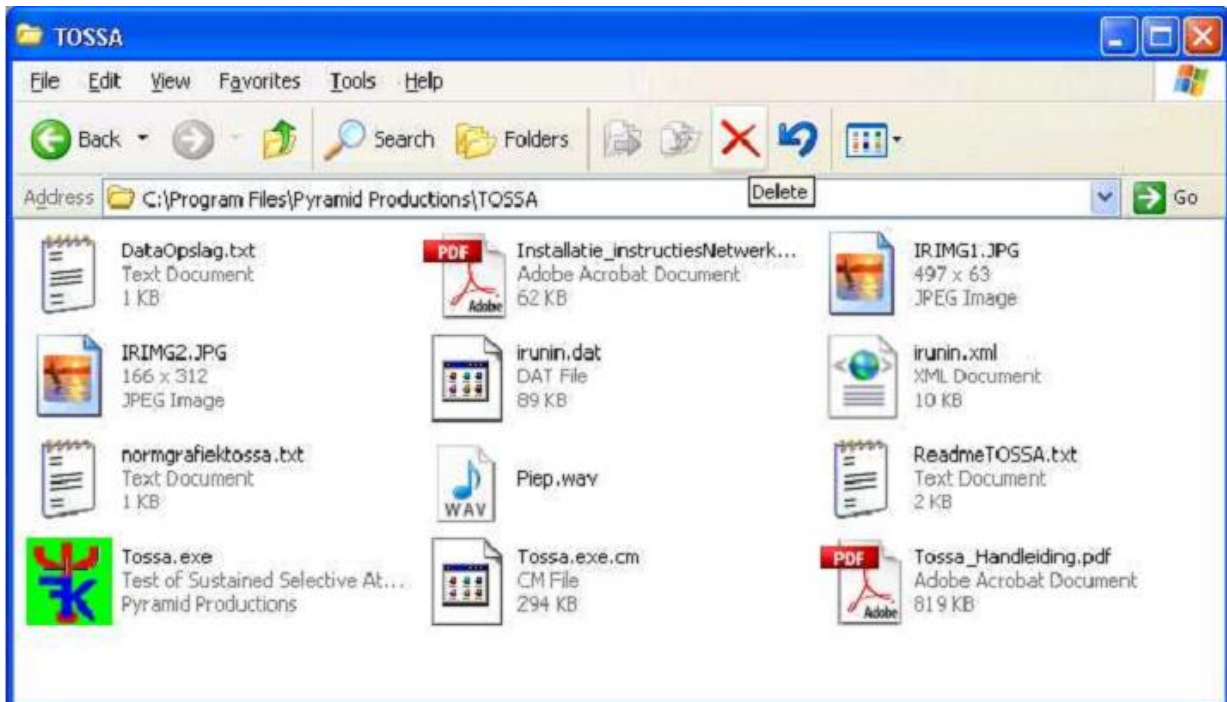 TOSSA
File Edit View Favorites Tools Help
Back Search Folders
Delete
Address C:\Program Files\Pyramid Productions\TOSSA Go
DataOpslag.txt
Text Document
1 KB
PDF
Adobe
Installatie_instructiesNetwerk...
Adobe Acrobat Document
62 KB
IRIMG1.JPG
497 x 63
JPEG Image
IRIMG2.JPG
166 x 312
JPEG Image
irunin.dat
DAT File
89 KB
irunin.xml
XML Document
10 KB
normgrafiektossa.txt
Text Document
1 KB
WAV
Piep.wav
ReadmeTOSSA.txt
Text Document
2 KB
Tossa.exe
Test of Sustained Selective At...
Pyramid Productions
Tossa.exe.cm
CM File
294 KB
PDF
Adobe
Tossa_Handleiding.pdf
Adobe Acrobat Document
819 KB